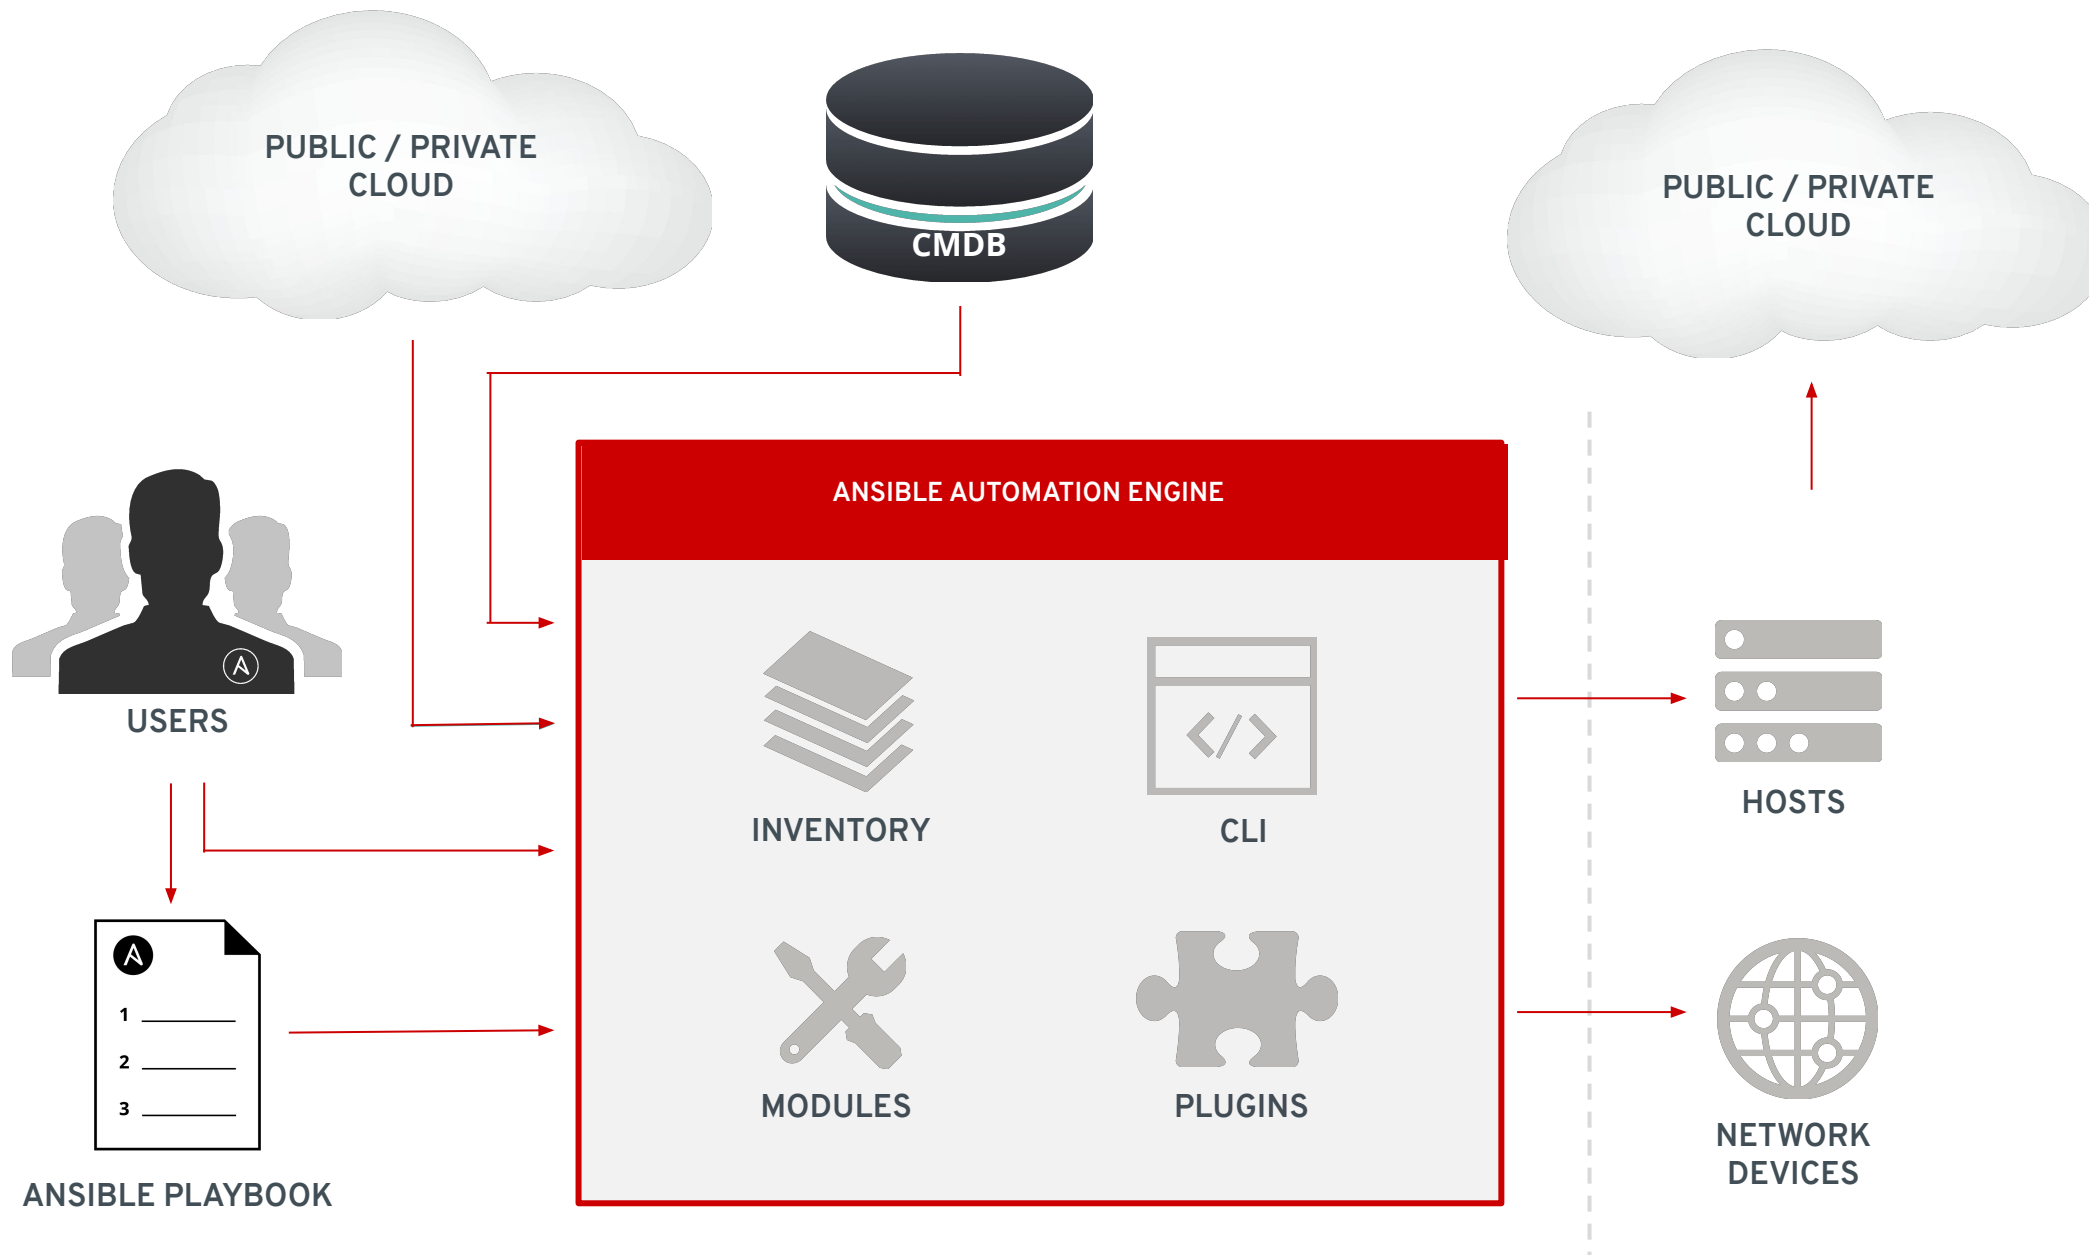 PUBLIC / PRIVATE
CLOUD
CMDB
PUBLIC / PRIVATE
CLOUD
ANSIBLE AUTOMATION ENGINE
USERS
INVENTORY
CLI
HOSTS
1
2
3
MODULES
PLUGINS
NETWORK
DEVICES
ANSIBLE PLAYBOOK